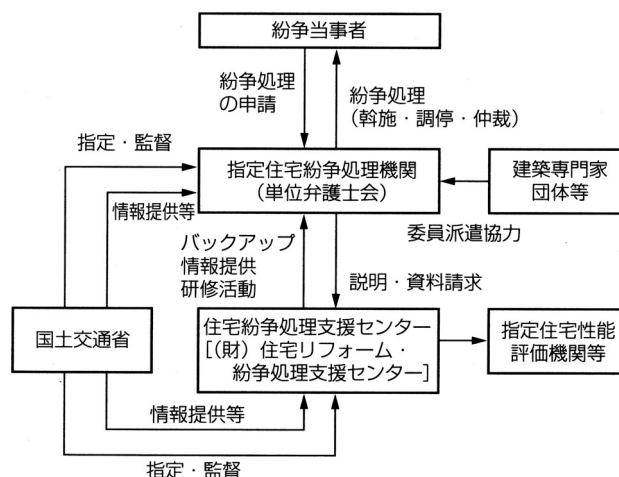 紛争当事者
紛争処理
の申請
紛争処理
(斡施・調停・仲裁)
指定・監督
指定住宅紛争処理機関
(単位弁護士会)
建築専門家
団体等
情報提供等
委員派遣協力
バックアップ
情報提供
研修活動
説明・資料請求
国土交通省
住宅紛争処理支援センター
[(財)住宅リフォーム・
紛争処理支援センター]
指定住宅性能
評価機関等
情報提供等
指定・監督